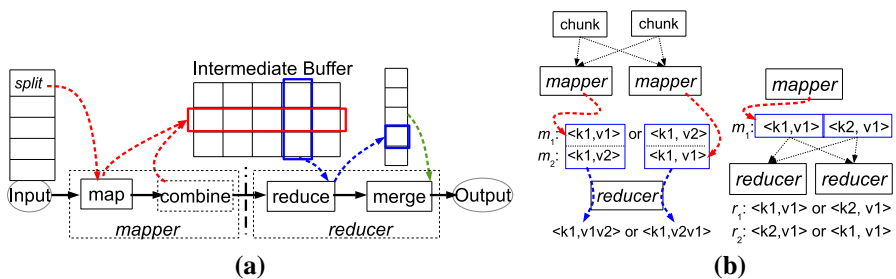 split
Intermediate Buffer
Input
map
combine
reduce
merge
Output
mapper
reducer
(a)
chunk chunk
mapper mapper
m1: <k1,v1> or <k1, v2>
m2: <k1,v2> <k1, v1>
reducer
<k1,v1v2> or <k1,v2v1>
mapper
m1: <k1,v1> <k2, v1>
reducer reducer
r1: <k1,v1> or <k2, v1>
r2: <k2,v1> or <k1, v1>
(b)